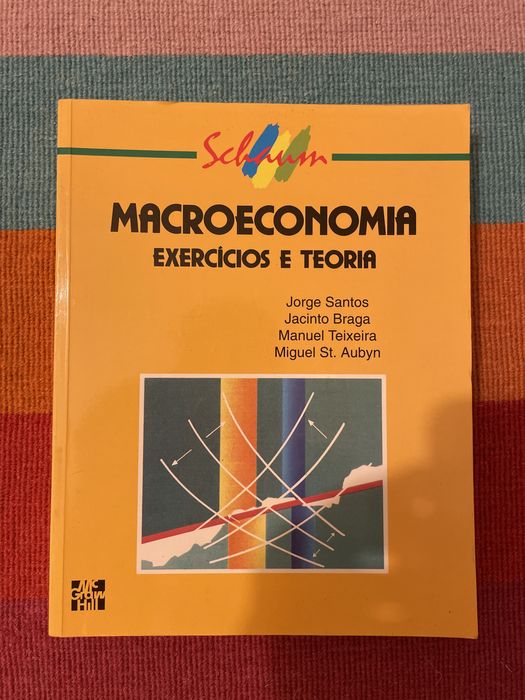 Schaum
MACROECONOMIA
EXERCÍCIOS E TEORIA
Jorge Santos
Jacinto Braga
Manuel Teixeira
Miguel St. Aubyn
Mc
Graw
Hill